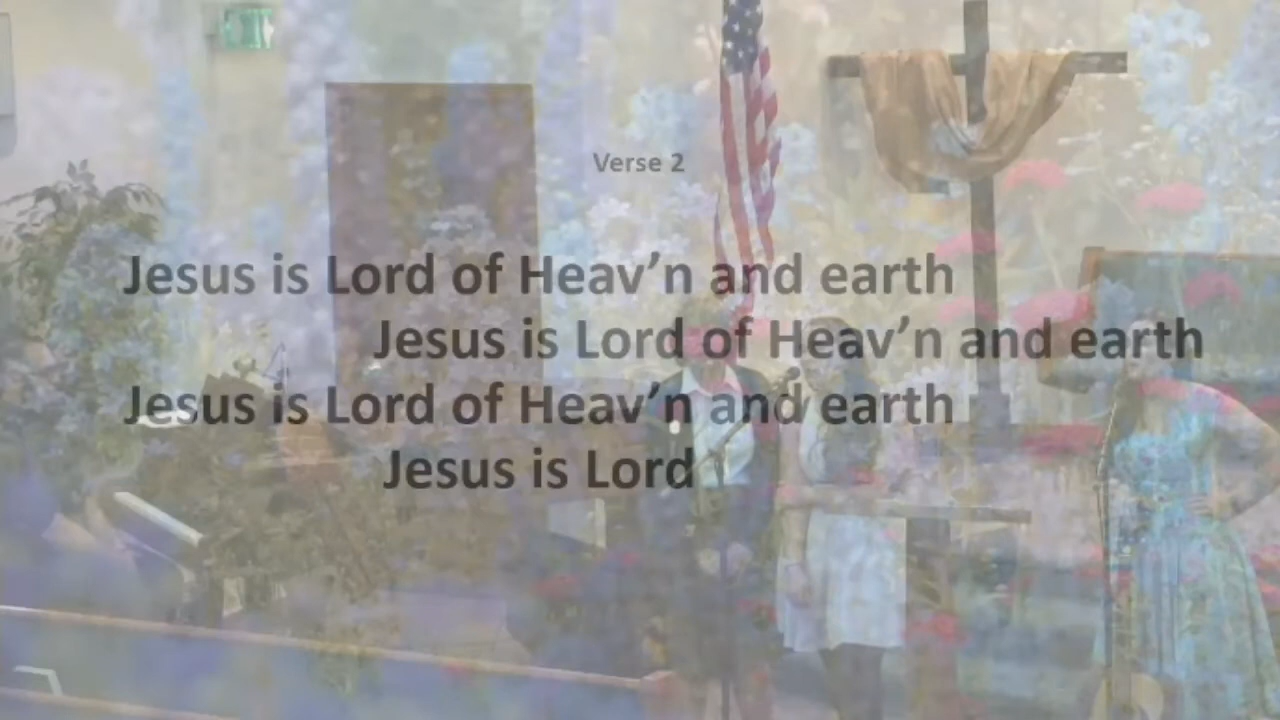 Verse 2
Jesus is Lord of Heav’n and earth
Jesus is Lord of Heav’n and earth
Jesus is Lord of Heav’n and earth
Jesus is Lord